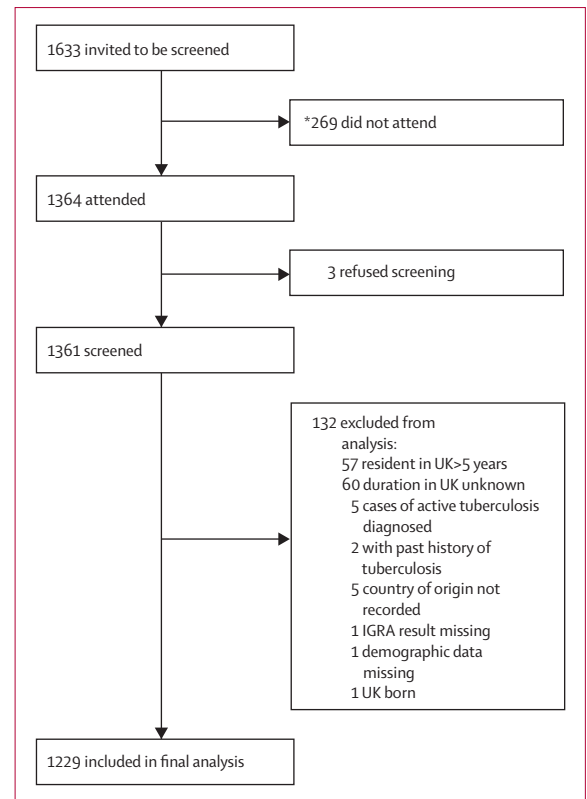 1633 invited to be screened
*269 did not attend
1364 attended
3 refused screening
1361 screened
132 excluded from
analysis:
57 resident in UK>5 years
60 duration in UK unknown
5 cases of active tuberculosis
diagnosed
2 with past history of
tuberculosis
5 country of origin not
recorded
1 IGRA result missing
1 demographic data
missing
1 UK born
1229 included in final analysis